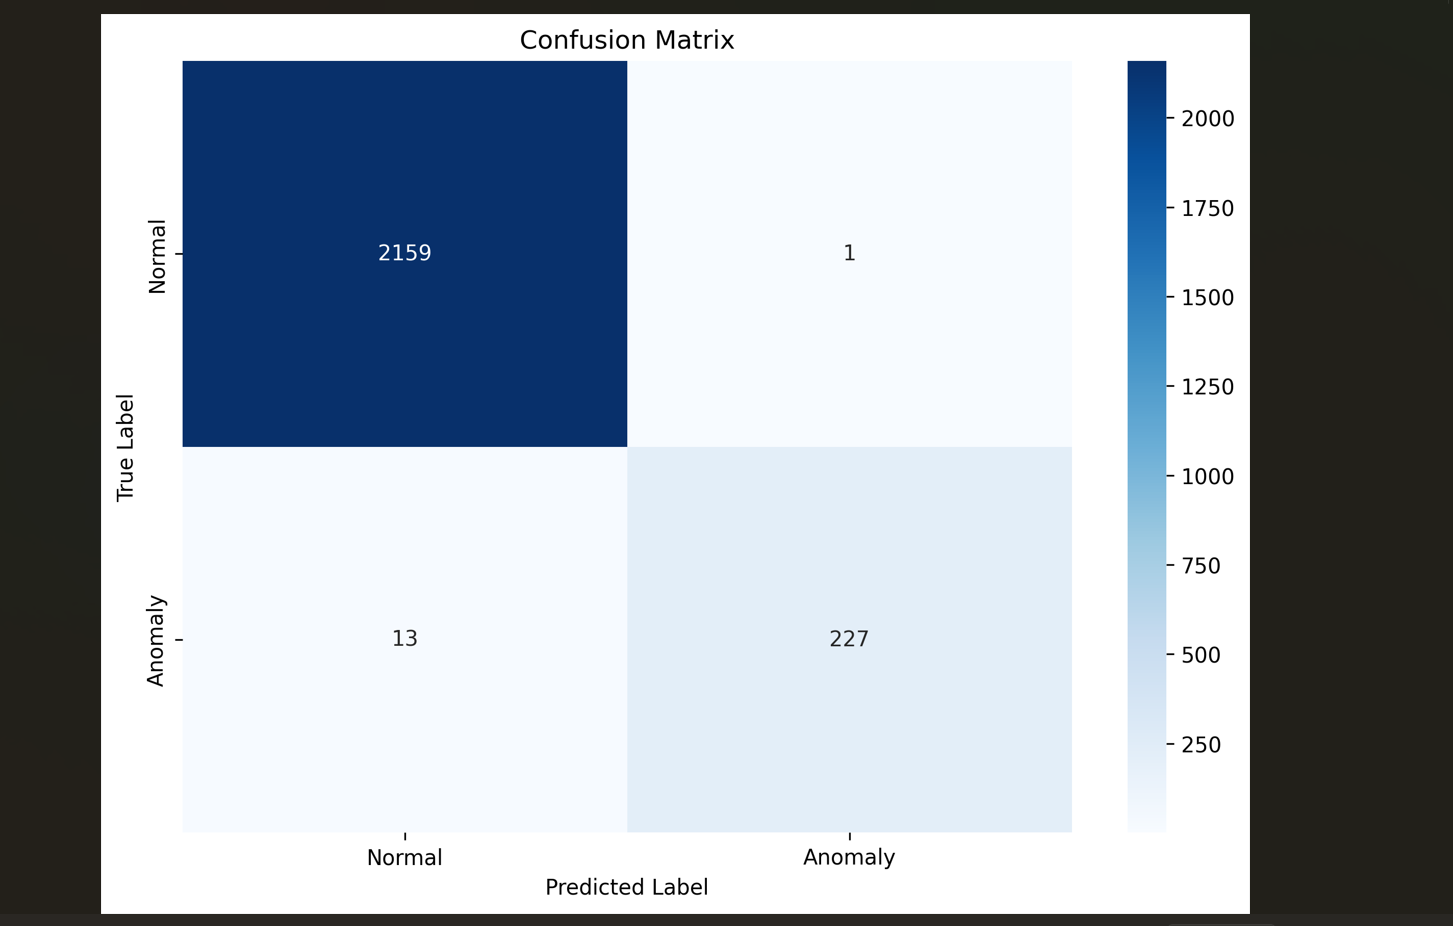 Confusion Matrix
Normal
2159
1
True Label
Anomaly
13
227
Normal
Anomaly
Predicted Label
2000
1750
1500
1250
1000
750
500
250